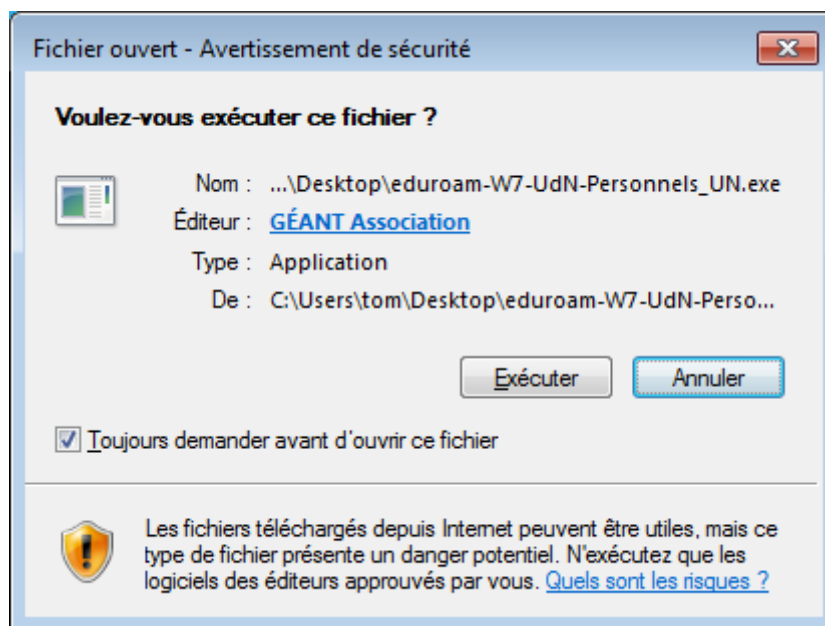 Fichier ouvert - Avertissement de sécurité
Voulez-vous exécuter ce fichier ?
Nom : ...\Desktop\eduroam-W7-UdN-Personnels_UN.exe
Éditeur : GÉANT Association
Type : Application
De : C:\Users\tom\Desktop\eduroam-W7-UdN-Perso...
Exécuter Annuler
Toujours demander avant d'ouvrir ce fichier
Les fichiers téléchargés depuis Internet peuvent être utiles, mais ce
type de fichier présente un danger potentiel. N'exécutez que les
logiciels des éditeurs approuvés par vous. Quels sont les risques ?